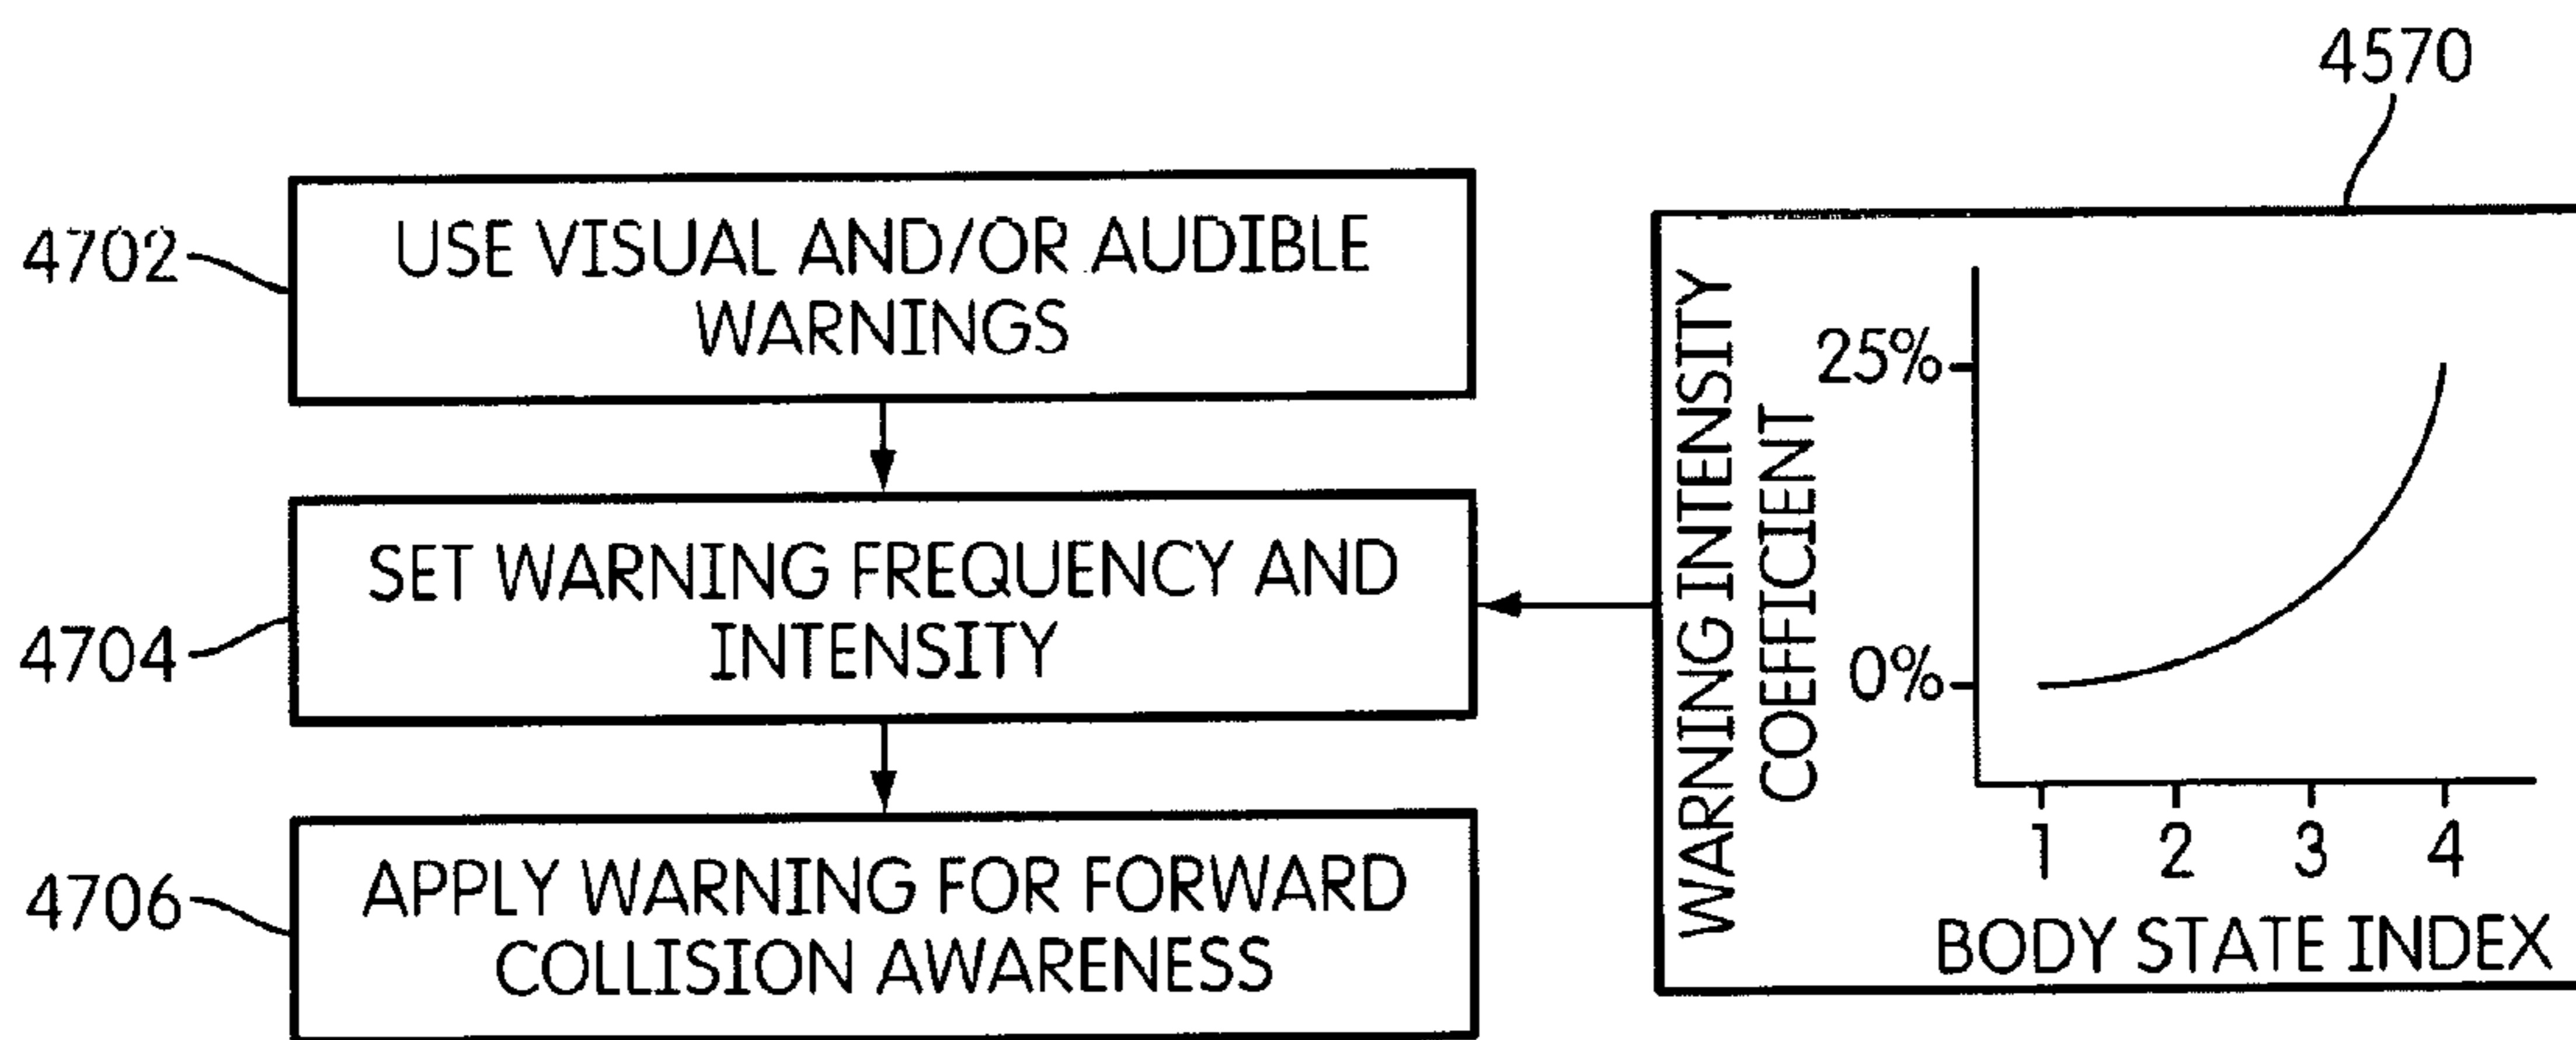 4570
4702
USE VISUAL AND/OR AUDIBLE
WARNINGS
4704
SET WARNING FREQUENCY AND
INTENSITY
4706
APPLY WARNING FOR FORWARD
COLLISION AWARENESS
WARNING INTENSITY
COEFFICIENT
25%
0%
1 2 3 4
BODY STATE INDEX